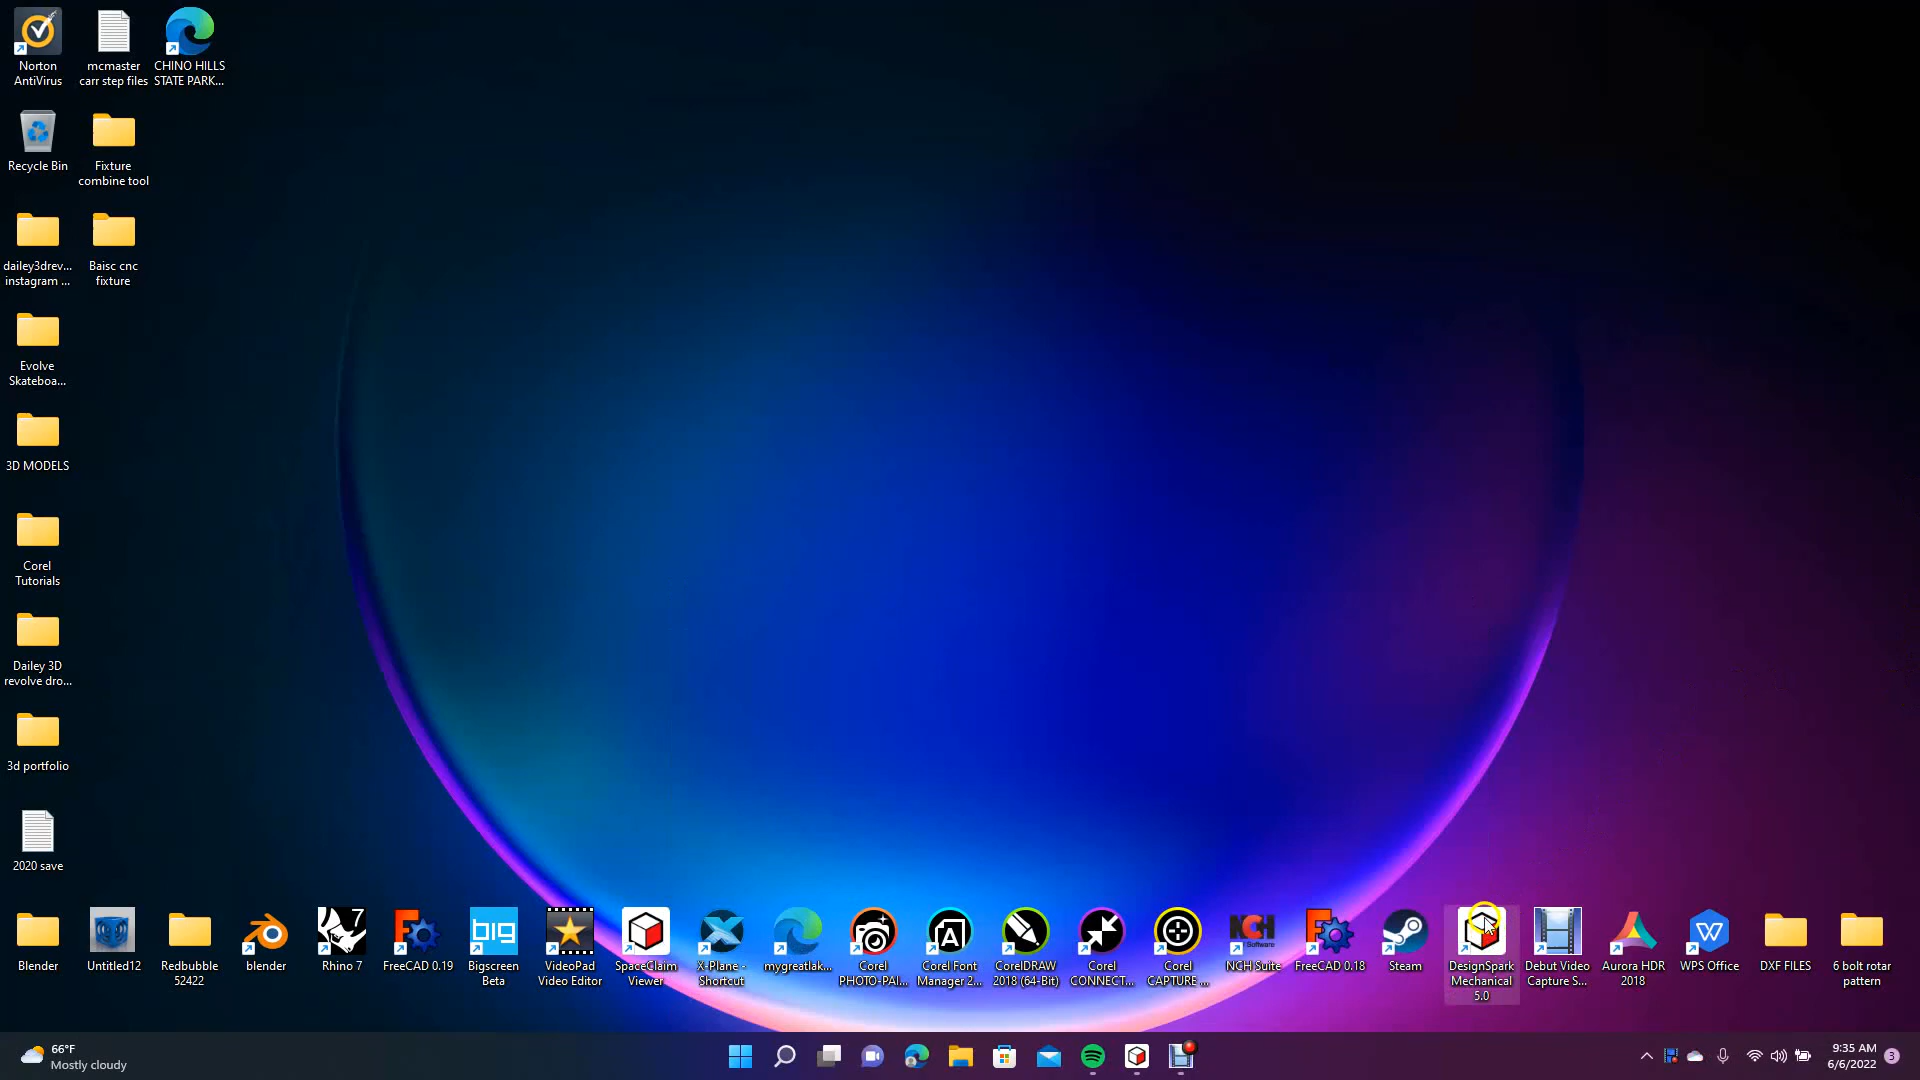 Norton
AntiVirus
mcmaster
carr step files
CHINO HILLS
STATE PARK...
Recycle Bin
Fixture
combine tool
dailey3drev...
instagram ...
Baisc cnc
fixture
Evolve
Skateboa...
3D MODELS
Corel
Tutorials
Dailey 3D
revolve dro...
3d portfolio
2020 save
Blender
Untitled12
Redbubble
52422
blender
7
Rhino 7
FreeCAD 0.19
big
Bigscreen
Beta
VideoPad
Video Editor
SpaceClaim
Viewer
X-Plane -
Shortcut
mygreatlak...
Corel
PHOTO-PAI...
Corel Font
Manager 2...
CorelDRAW
2018 (64-Bit)
Corel
CONNECT...
Corel
CAPTURE ...
NCH
Software
NCH Suite
FreeCAD 0.18
Steam
DesignSpark
Mechanical
5.0
Debut Video
Capture S...
Aurora HDR
2018
WPS Office
DXF FILES
6 bolt rotar
pattern
66°F
Mostly cloudy
9:35 AM
6/6/2022
3